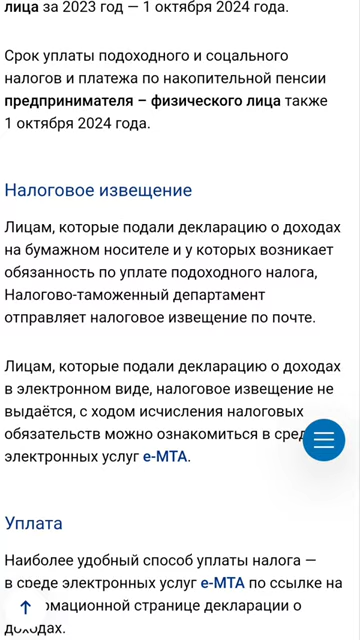 лица за 2023 год — 1 октября 2024 года.
Срок уплаты подоходного и социального
налогов и платежа по накопительной пенсии
предпринимателя – физического лица также
1 октября 2024 года.
Налоговое извещение
Лицам, которые подали декларацию о доходах
на бумажном носителе и у которых возникает
обязанность по уплате подоходного налога,
Налогово-таможенный департамент
отправляет налоговое извещение по почте.
Лицам, которые подали декларацию о доходах
в электронном виде, налоговое извещение не
выдаётся, с ходом исчисления налоговых
обязательств можно ознакомиться в сред
электронных услуг e-MTA.
Уплата
Наиболее удобный способ уплаты налога —
в среде электронных услуг e-MTA по ссылке на
рмационной странице декларации о
доходах.